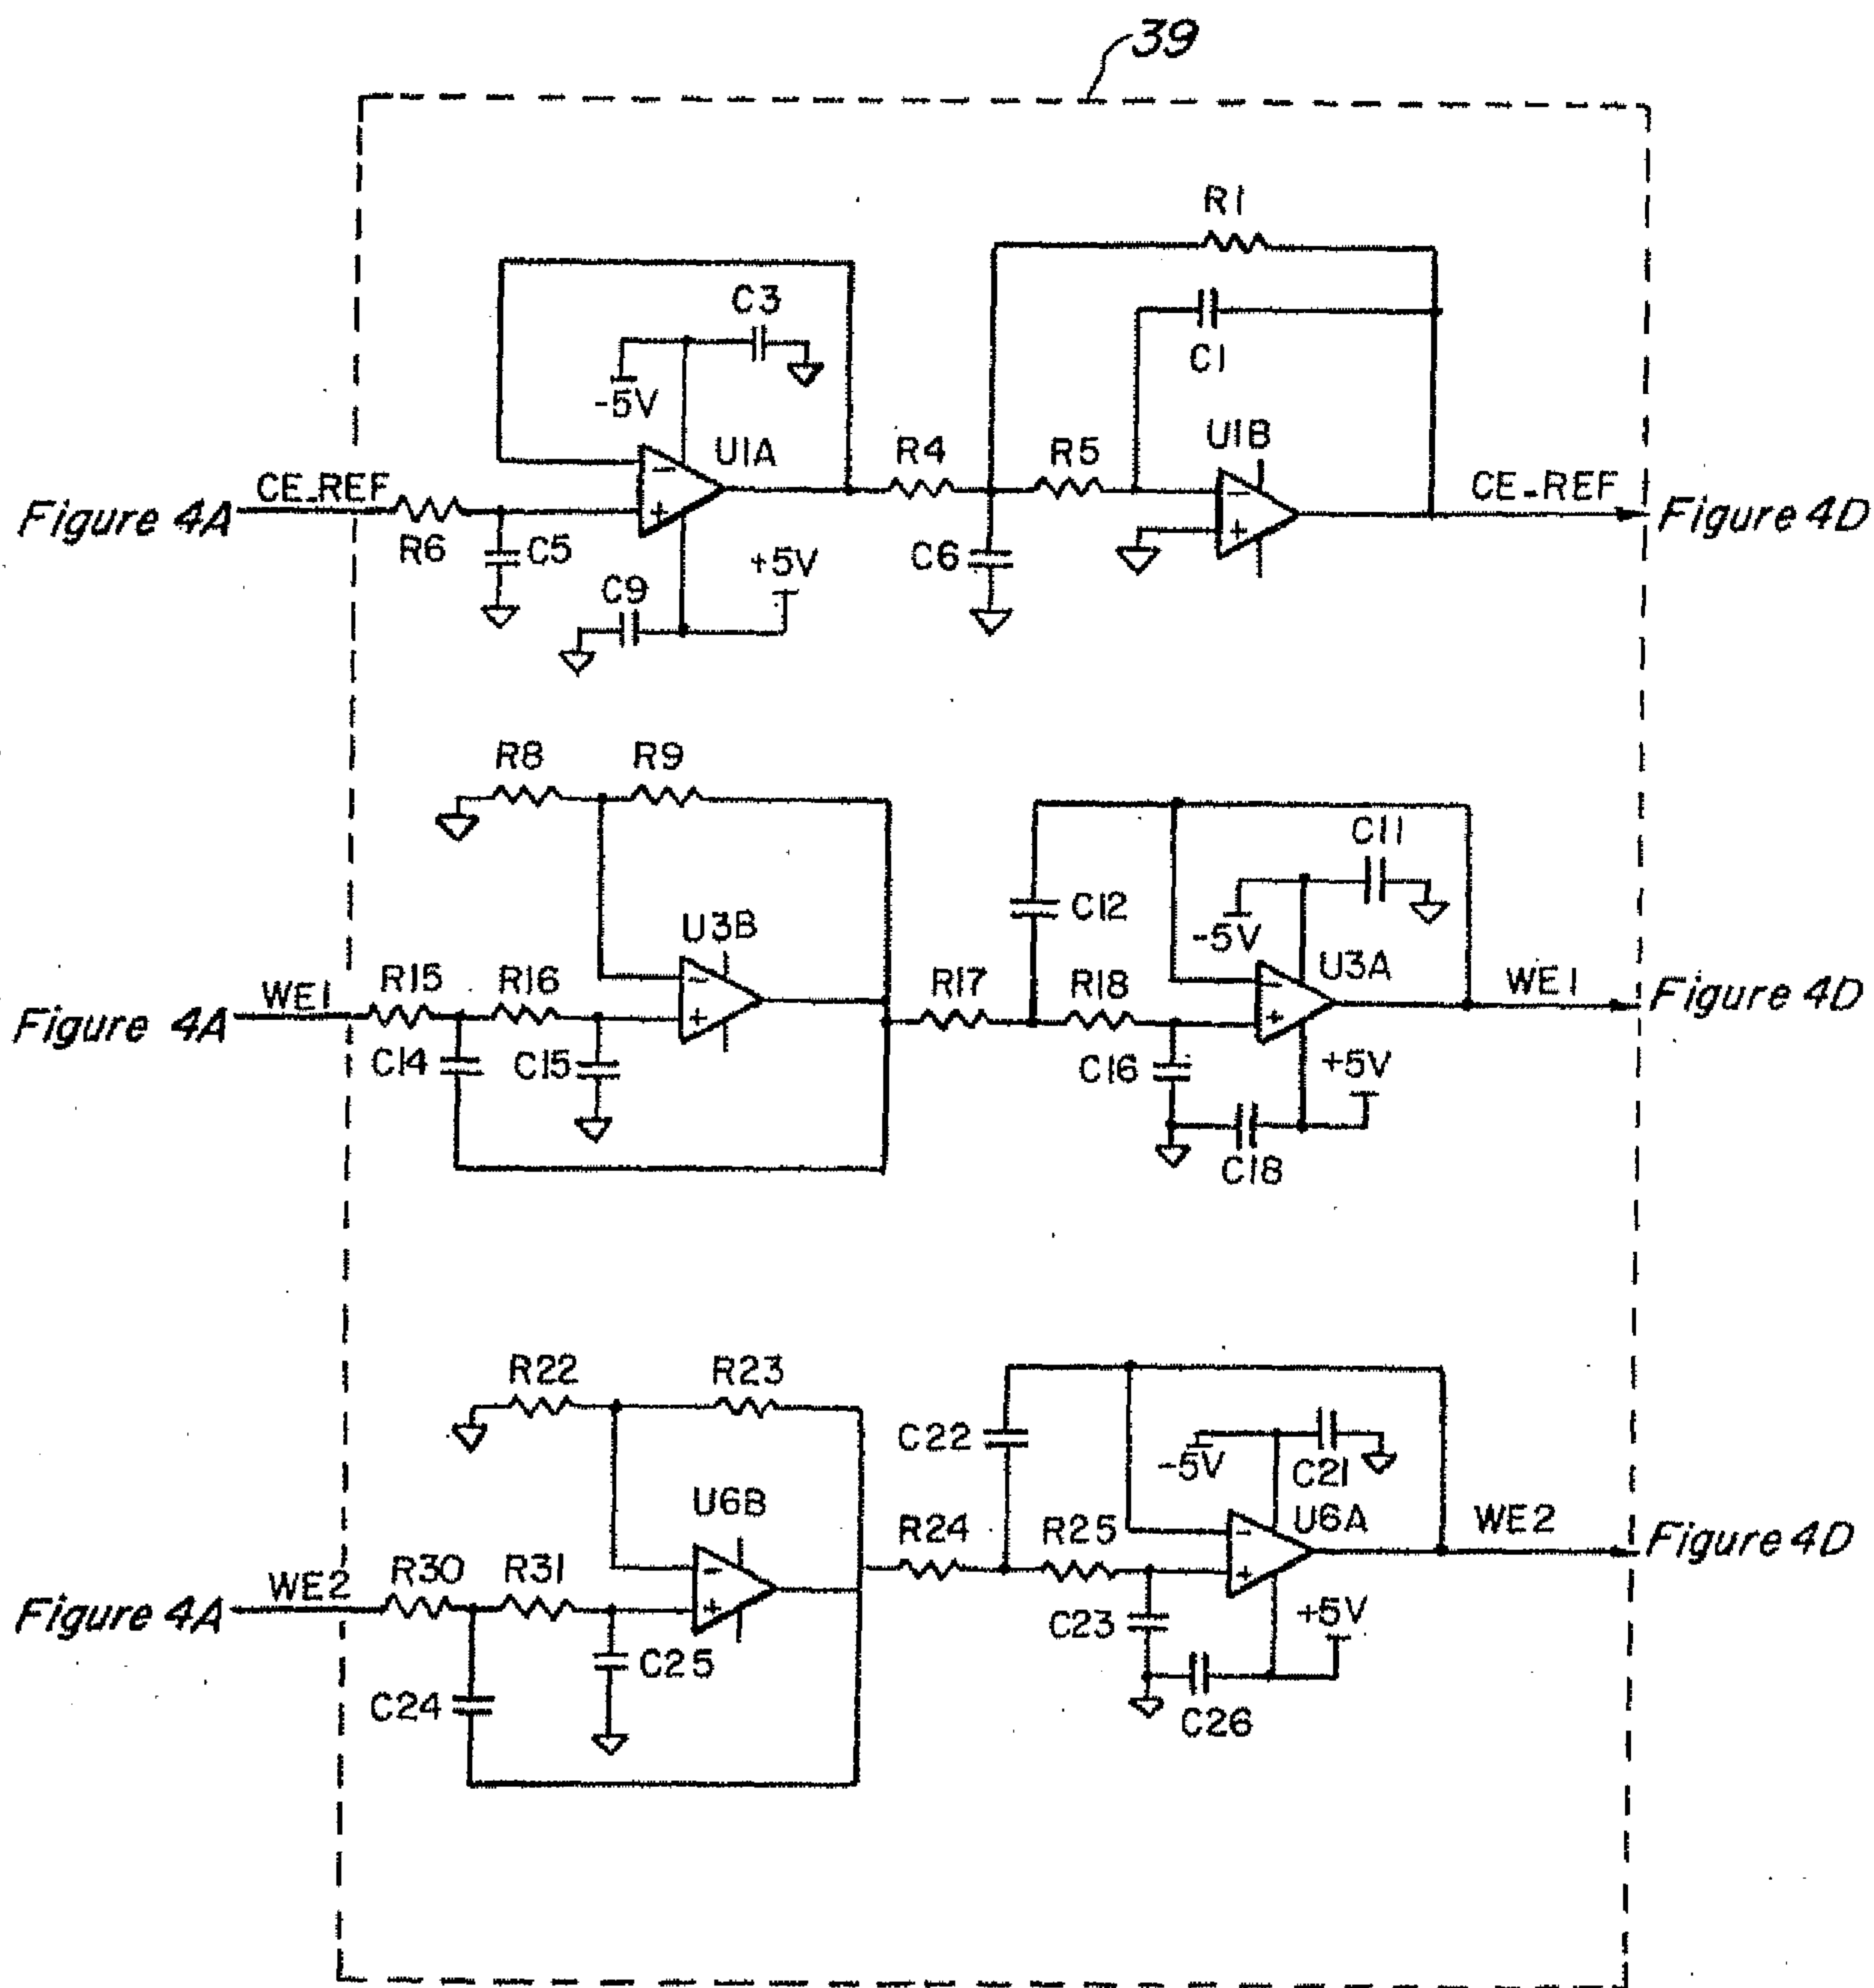 39
R1
C3
C1
-5V
U1A
R4
R5
U1B
CE_REF
CE-REF
Figure 4A
Figure 4D
R6
C5
C6
+5V
C9
R8
R9
C11
C12
-5V
U3B
U3A
R15
R16
R17
R18
WE1
WE1
Figure 4A
Figure 4D
C14
C15
C16
+5V
C18
R22
R23
C22
-5V
C21
U6B
U6A
R24
R25
WE2
Figure 4D
R30
R31
WE2
Figure 4A
C23
+5V
C25
C24
C26